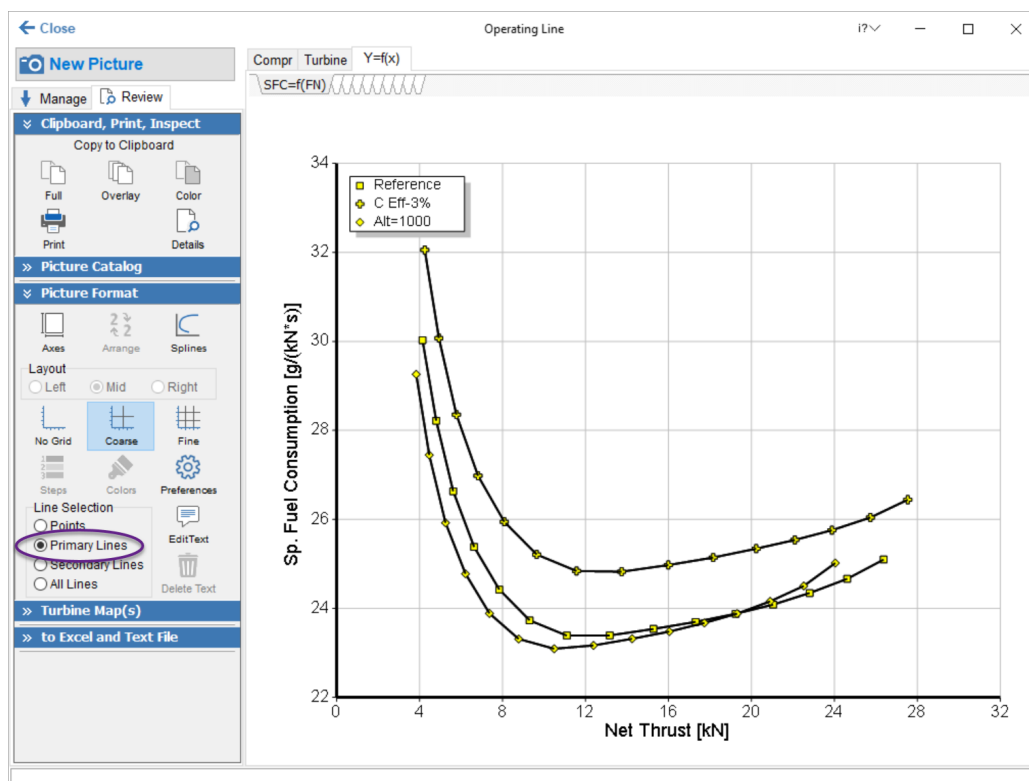 Close
Operating Line
i?
New Picture
Manage
Review
Clipboard, Print, Inspect
Copy to Clipboard
Full
Overlay
Color
Print
Details
Picture Catalog
Picture Format
Axes
Arrange
Splines
Layout
Left
Mid
Right
No Grid
Coarse
Fine
Steps
Colors
Preferences
Line Selection
Points
Primary Lines
Secondary Lines
All Lines
EditText
Delete Text
Turbine Map(s)
to Excel and Text File
Compr
Turbine
Y=f(x)
SFC=f(FN)
34
32
30
28
26
24
22
Sp. Fuel Consumption [g/(kN*s)]
Reference
C Eff-3%
Alt=1000
0
4
8
12
16
20
24
28
32
Net Thrust [kN]